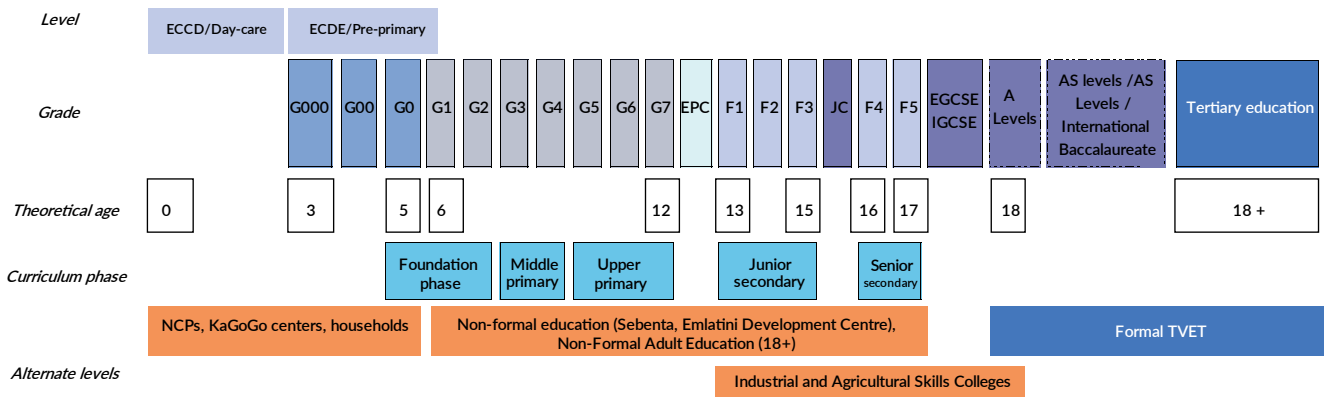 Level
ECCD/Day-care
ECDE/Pre-primary
Grade
G000
G00
G0
G1
G2
G3
G4
G5
G6
G7
EPC
F1
F2
F3
JC
F4
F5
EGCSE
IGCSE
A
Levels
AS levels /AS
Levels /
International
Baccalaureate
Tertiary education
Theoretical age
0
3
5
6
12
13
15
16
17
18
18 +
Curriculum phase
Foundation
phase
Middle
primary
Upper
primary
Junior
secondary
Senior
secondary
Alternate levels
NCPs, KaGoGo centers, households
Non-formal education (Sebenta, Emlatini Development Centre),
Non-Formal Adult Education (18+)
Formal TVET
Industrial and Agricultural Skills Colleges